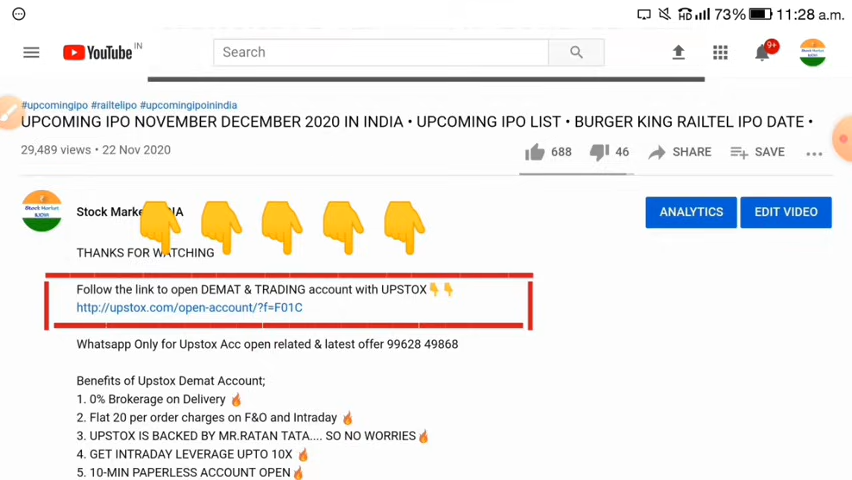 73% 11:28 a.m.
YouTube IN
Search
9+
#upcomingipo #railtelipo #upcomingipoinindia
UPCOMING IPO NOVEMBER DECEMBER 2020 IN INDIA • UPCOMING IPO LIST • BURGER KING RAILTEL IPO DATE •
29,489 views • 22 Nov 2020
688 46 SHARE SAVE
Stock Marke IA
ANALYTICS EDIT VIDEO
THANKS FOR WATCHING
Follow the link to open DEMAT & TRADING account with UPSTOX👇👇
http://upstox.com/open-account/?f=F01C
Whatsapp Only for Upstox Acc open related & latest offer 99628 49868
Benefits of Upstox Demat Account;
1. 0% Brokerage on Delivery 🔥
2. Flat 20 per order charges on F&O and Intraday 🔥
3. UPSTOX IS BACKED BY MR.RATAN TATA.... SO NO WORRIES🔥
4. GET INTRADAY LEVERAGE UPTO 10X 🔥
5. 10-MIN PAPERLESS ACCOUNT OPEN🔥